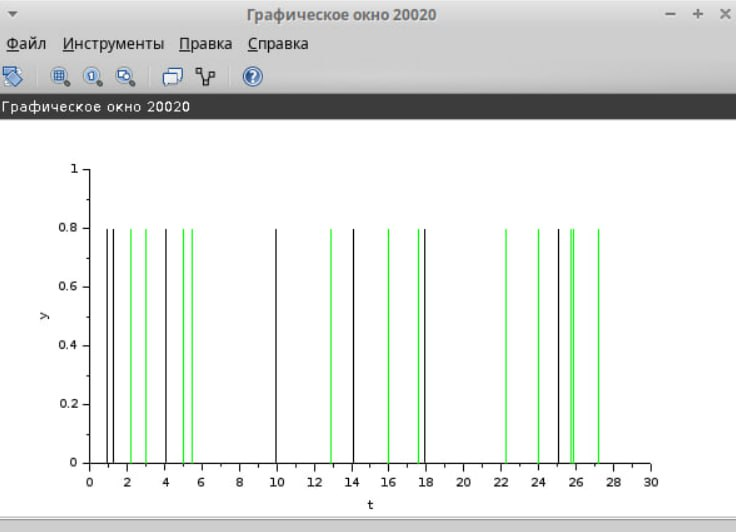 Графическое окно 20020
Файл Инструменты Правка Справка
Графическое окно 20020
1
0.8
0.6
y
0.4
0.2
0
0 2 4 6 8 10 12 14 16 18 20 22 24 26 28 30
t